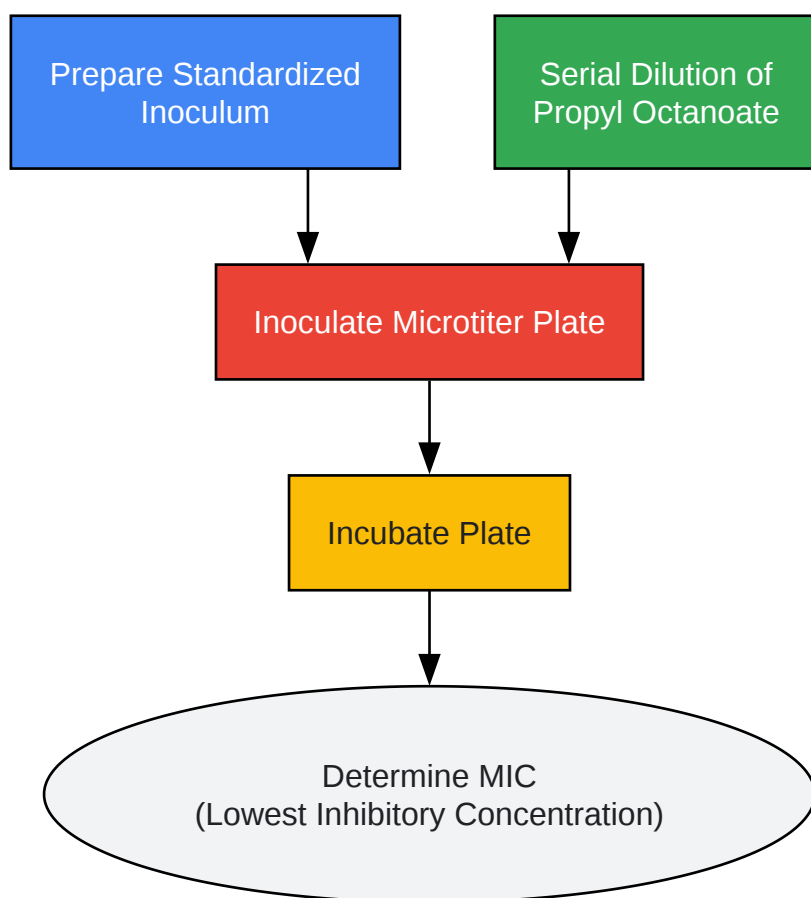 Prepare Standardized
Inoculum
Serial Dilution of
Propyl Octanoate
Inoculate Microtiter Plate
Incubate Plate
Determine MIC
(Lowest Inhibitory Concentration)